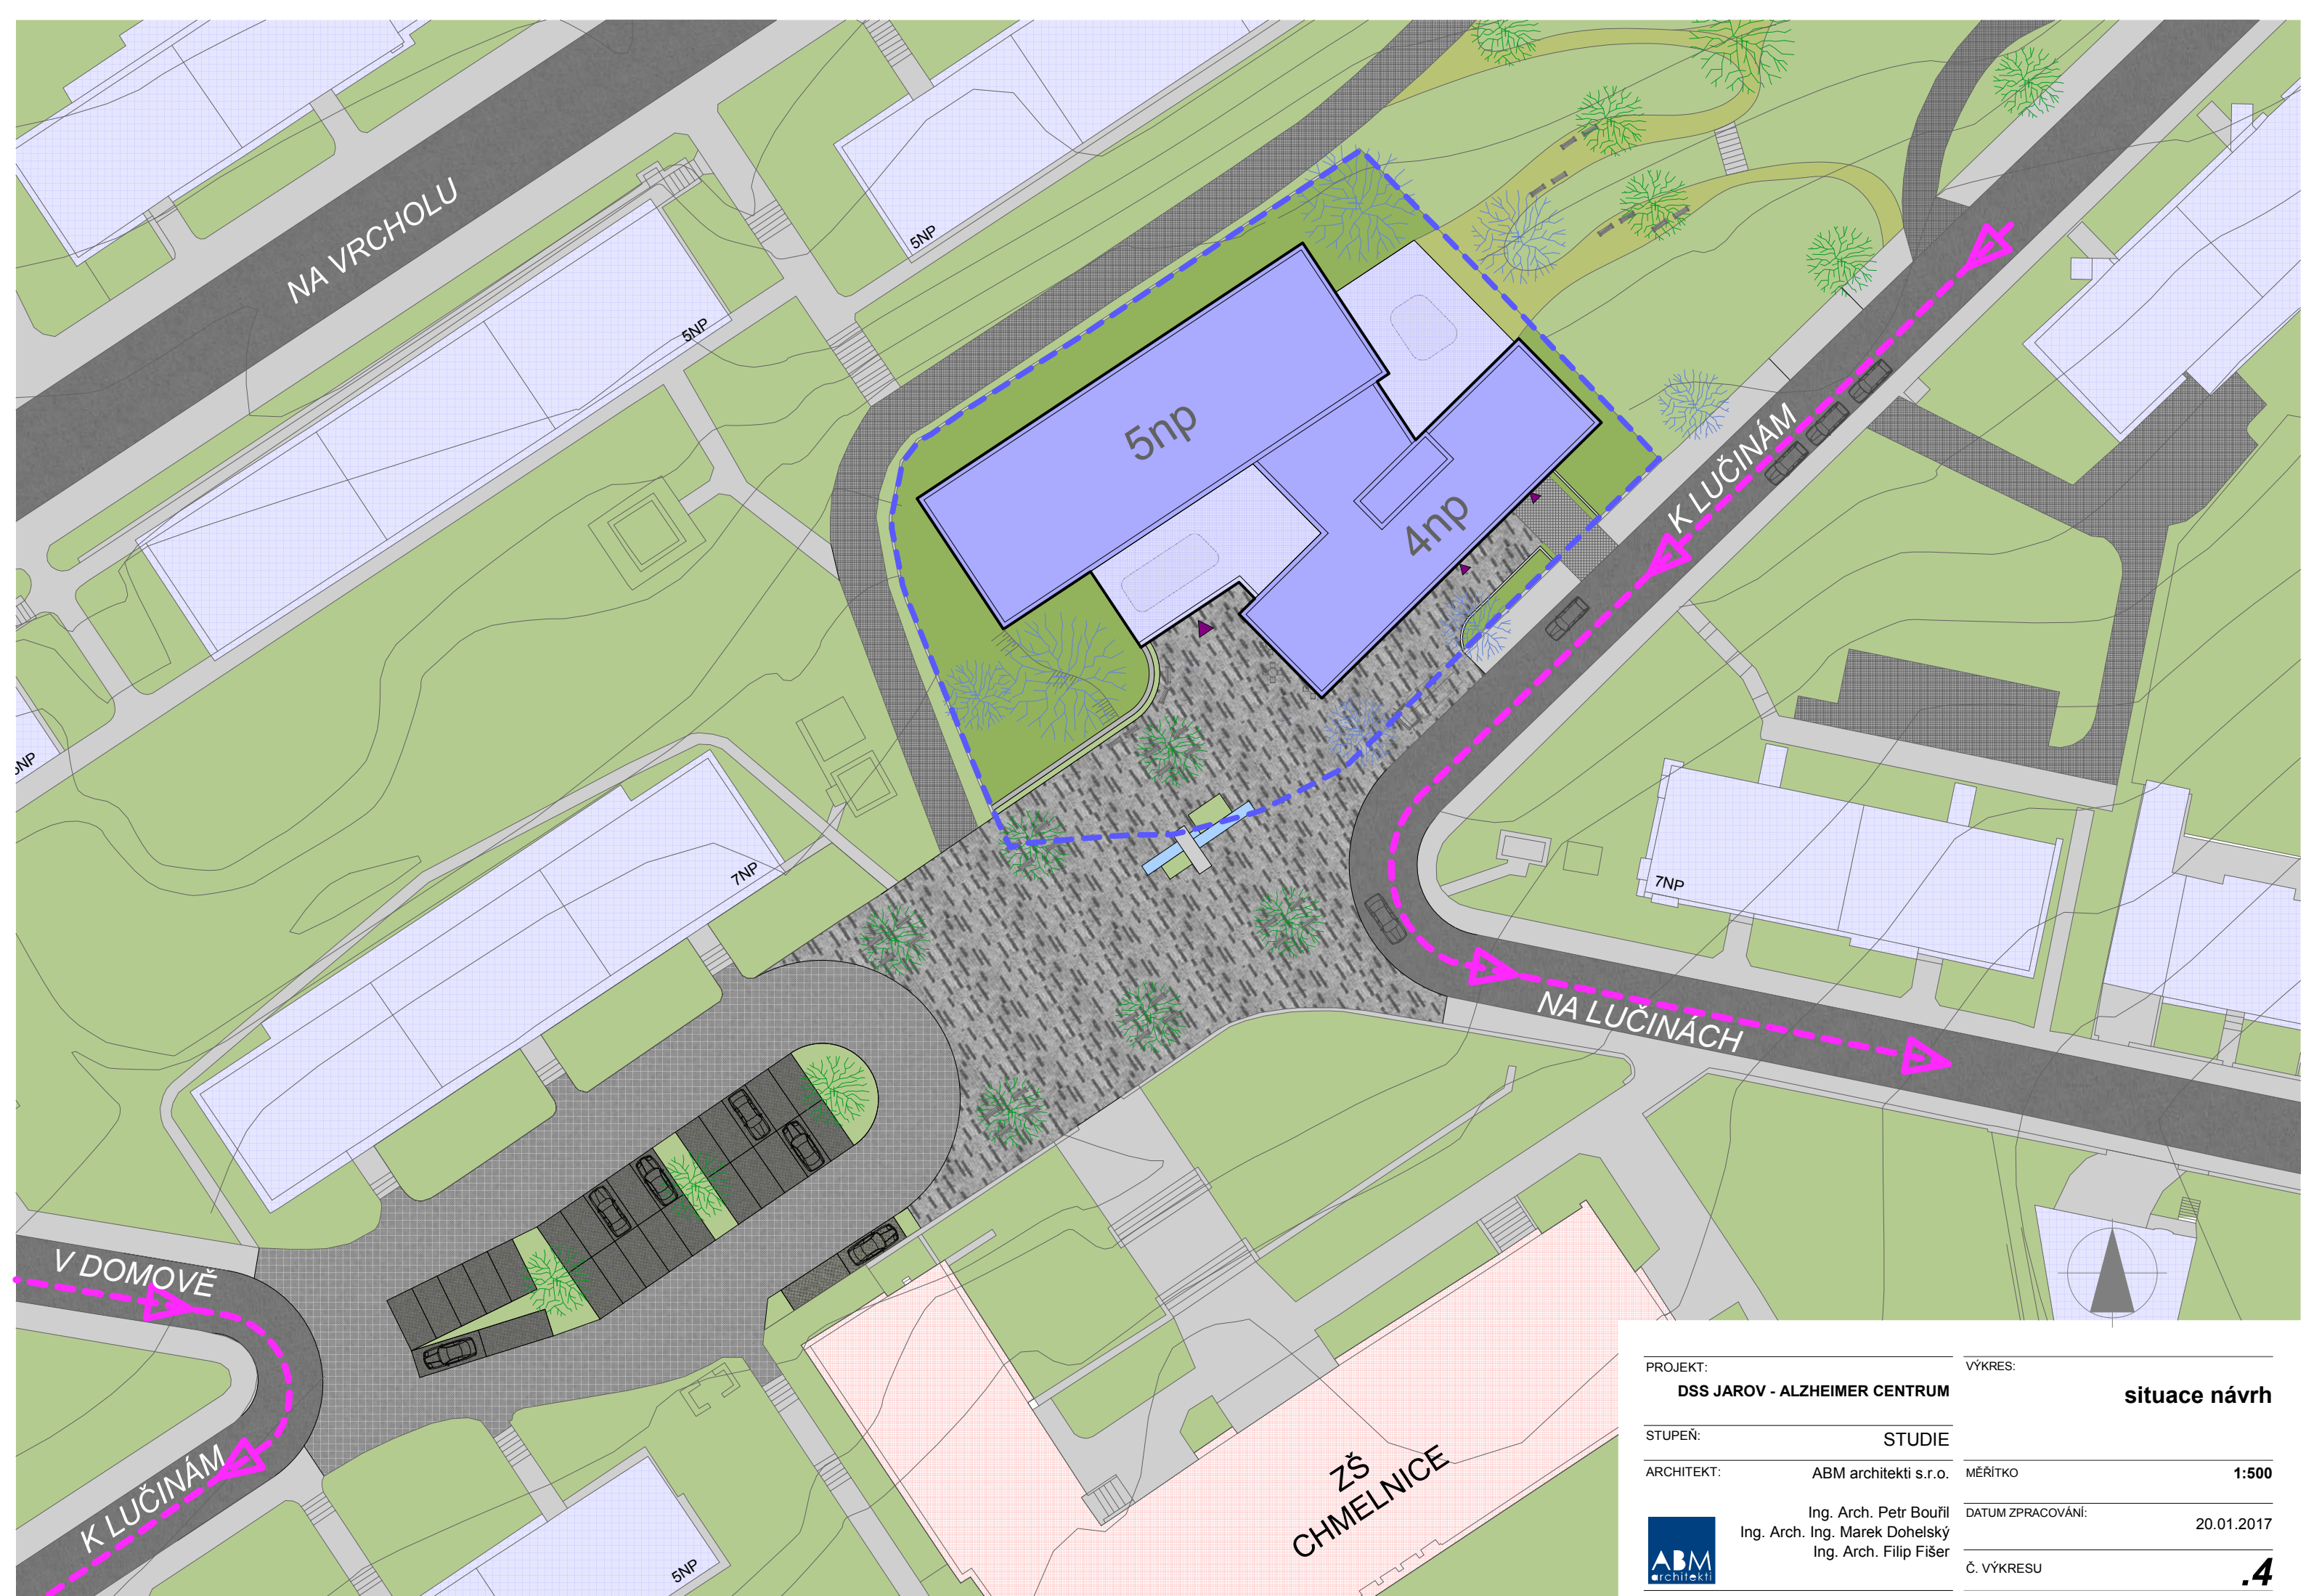 NA VRCHOLU
5NP
5NP
5np
4np
K LUČINÁM
7NP
7NP
NA LUČINÁCH
V DOMOVĚ
K LUČINÁM
5NP
ZŠ
CHMELNICE
PROJEKT:
DSS JAROV - ALZHEIMER CENTRUM
VÝKRES:
situace návrh
STUPEŇ:
STUDIE
ARCHITEKT:
ABM architekti s.r.o.
MĚŘÍTKO
1:500
Ing. Arch. Petr Bouřil
Ing. Arch. Ing. Marek Dohelský
Ing. Arch. Filip Fišer
DATUM ZPRACOVÁNÍ:
20.01.2017
ABM
architekti
Č. VÝKRESU
.4